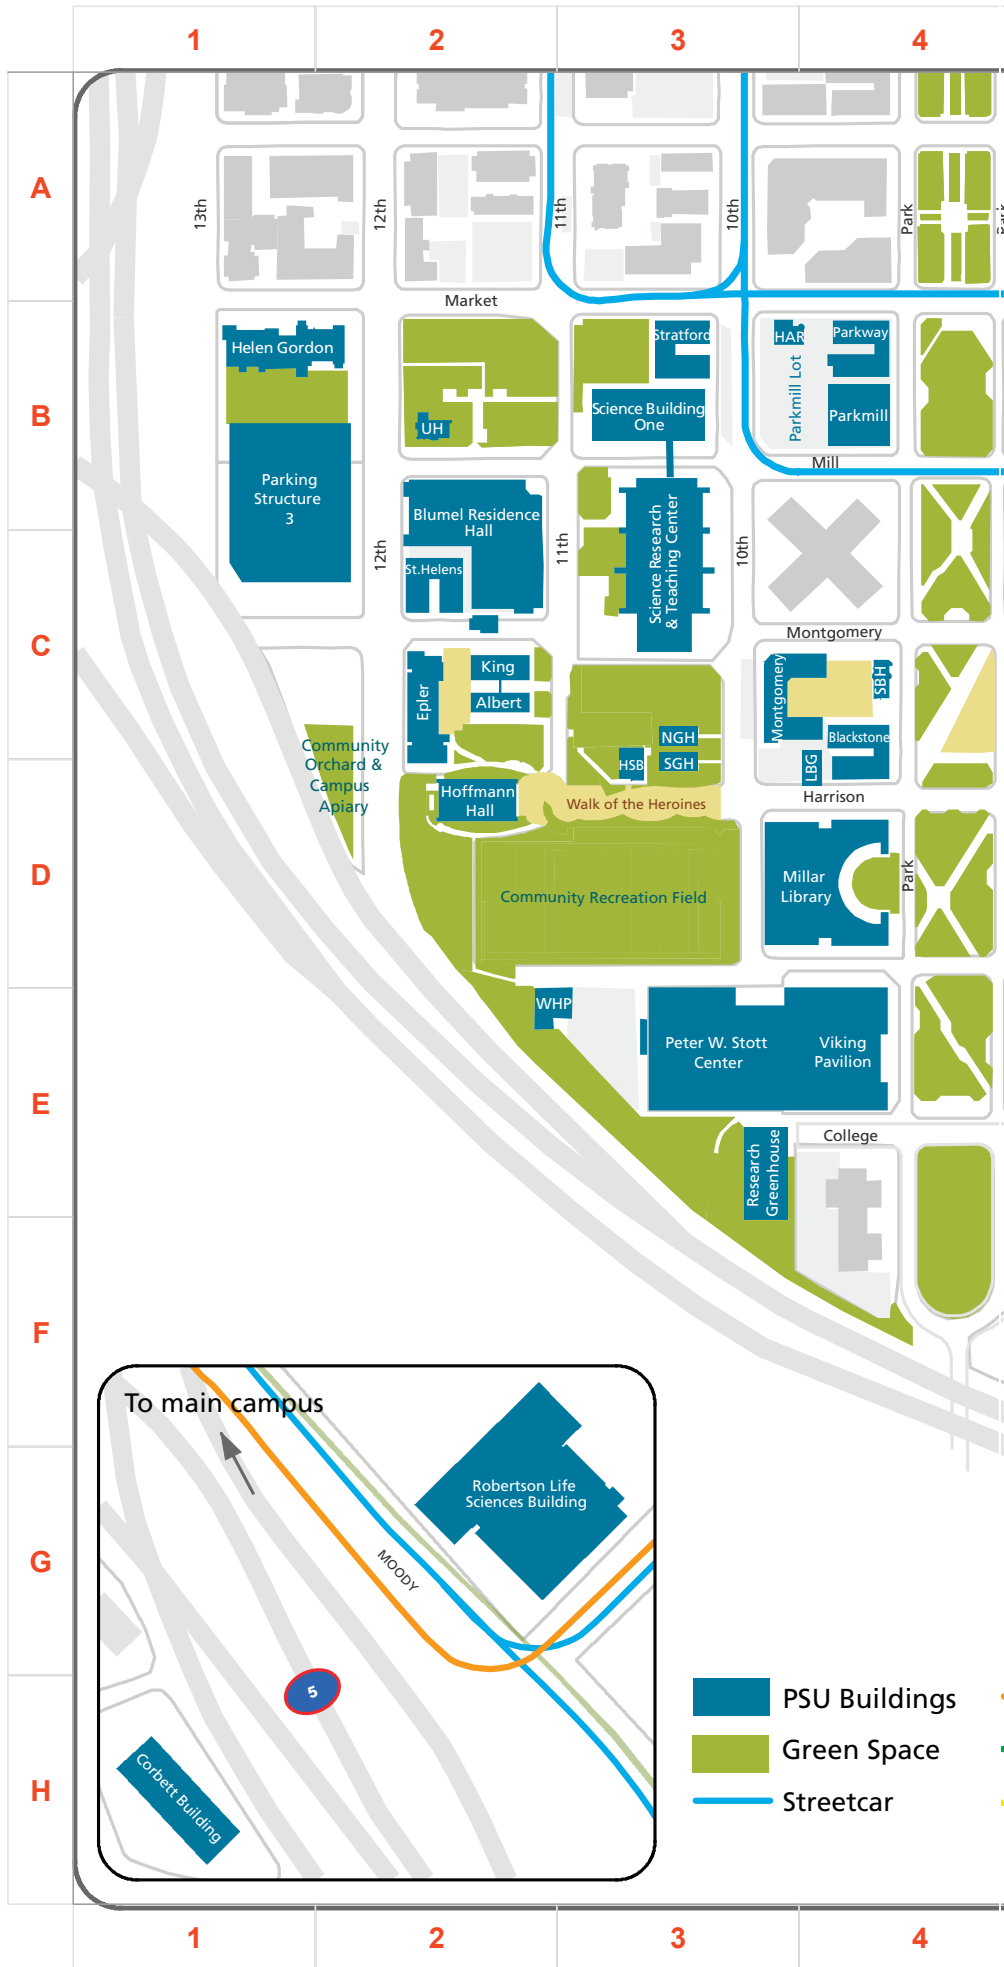 1
2
3
4
A
13th
12th
11th
10th
Park
Park
Market
B
Helen Gordon
Stratford
HAR
Parkway
Parkmill Lot
UH
Science Building
One
Parkmill
Mill
Parking
Structure
3
Blumel Residence
Hall
Science Research
& Teaching Center
12th
11th
10th
St.Helens
C
Montgomery
King
Albert
Epler
Montgomery
SBH
NGH
SGH
HSB
Blackstone
LBG
Community
Orchard &
Campus
Apiary
Hoffmann
Hall
Walk of the Heroines
Harrison
D
Millar
Library
Park
Community Recreation Field
WHP
Peter W. Stott
Center
Viking
Pavilion
E
College
Research
Greenhouse
F
To main campus
Robertson Life
Sciences Building
G
MOODY
5
H
Corbett Building
PSU Buildings
Green Space
Streetcar
1
2
3
4